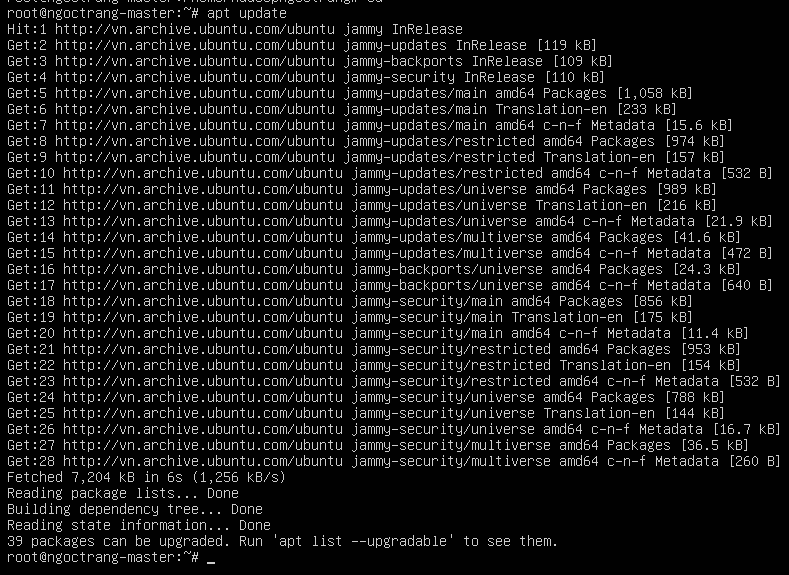 root@ngoctrang-master:~# apt update
Hit:1 http://vn.archive.ubuntu.com/ubuntu jammy InRelease
Get:2 http://vn.archive.ubuntu.com/ubuntu jammy-updates InRelease [119 kB]
Get:3 http://vn.archive.ubuntu.com/ubuntu jammy-backports InRelease [109 kB]
Get:4 http://vn.archive.ubuntu.com/ubuntu jammy-security InRelease [110 kB]
Get:5 http://vn.archive.ubuntu.com/ubuntu jammy-updates/main amd64 Packages [1,058 kB]
Get:6 http://vn.archive.ubuntu.com/ubuntu jammy-updates/main Translation-en [233 kB]
Get:7 http://vn.archive.ubuntu.com/ubuntu jammy-updates/main amd64 c-n-f Metadata [15.6 kB]
Get:8 http://vn.archive.ubuntu.com/ubuntu jammy-updates/restricted amd64 Packages [974 kB]
Get:9 http://vn.archive.ubuntu.com/ubuntu jammy-updates/restricted Translation-en [157 kB]
Get:10 http://vn.archive.ubuntu.com/ubuntu jammy-updates/restricted amd64 c-n-f Metadata [532 B]
Get:11 http://vn.archive.ubuntu.com/ubuntu jammy-updates/universe amd64 Packages [989 kB]
Get:12 http://vn.archive.ubuntu.com/ubuntu jammy-updates/universe Translation-en [216 kB]
Get:13 http://vn.archive.ubuntu.com/ubuntu jammy-updates/universe amd64 c-n-f Metadata [21.9 kB]
Get:14 http://vn.archive.ubuntu.com/ubuntu jammy-updates/multiverse amd64 Packages [41.6 kB]
Get:15 http://vn.archive.ubuntu.com/ubuntu jammy-updates/multiverse amd64 c-n-f Metadata [472 B]
Get:16 http://vn.archive.ubuntu.com/ubuntu jammy-backports/universe amd64 Packages [24.3 kB]
Get:17 http://vn.archive.ubuntu.com/ubuntu jammy-backports/universe amd64 c-n-f Metadata [640 B]
Get:18 http://vn.archive.ubuntu.com/ubuntu jammy-security/main amd64 Packages [856 kB]
Get:19 http://vn.archive.ubuntu.com/ubuntu jammy-security/main Translation-en [175 kB]
Get:20 http://vn.archive.ubuntu.com/ubuntu jammy-security/main amd64 c-n-f Metadata [11.4 kB]
Get:21 http://vn.archive.ubuntu.com/ubuntu jammy-security/restricted amd64 Packages [953 kB]
Get:22 http://vn.archive.ubuntu.com/ubuntu jammy-security/restricted Translation-en [154 kB]
Get:23 http://vn.archive.ubuntu.com/ubuntu jammy-security/restricted amd64 c-n-f Metadata [532 B]
Get:24 http://vn.archive.ubuntu.com/ubuntu jammy-security/universe amd64 Packages [788 kB]
Get:25 http://vn.archive.ubuntu.com/ubuntu jammy-security/universe Translation-en [144 kB]
Get:26 http://vn.archive.ubuntu.com/ubuntu jammy-security/universe amd64 c-n-f Metadata [16.7 kB]
Get:27 http://vn.archive.ubuntu.com/ubuntu jammy-security/multiverse amd64 Packages [36.5 kB]
Get:28 http://vn.archive.ubuntu.com/ubuntu jammy-security/multiverse amd64 c-n-f Metadata [260 B]
Fetched 7,204 kB in 6s (1,256 kB/s)
Reading package lists... Done
Building dependency tree... Done
Reading state information... Done
39 packages can be upgraded. Run 'apt list --upgradable' to see them.
root@ngoctrang-master:~# _